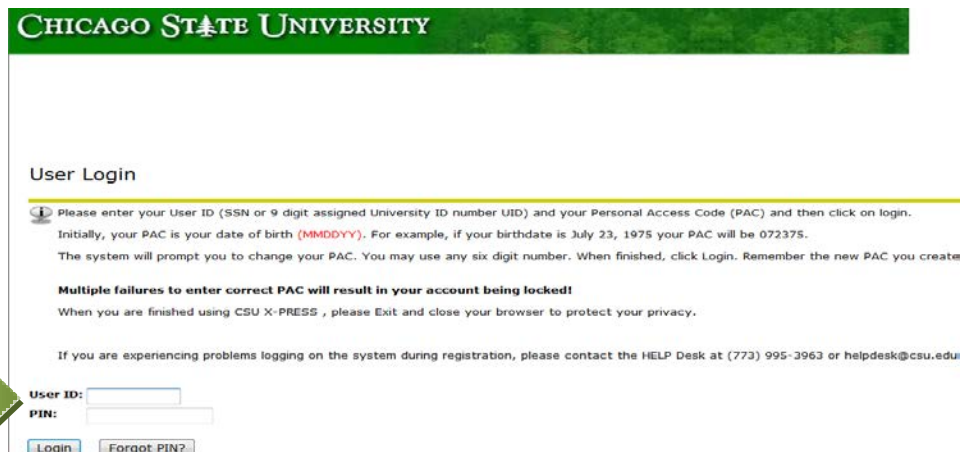 CHICAGO STATE UNIVERSITY
User Login
Please enter your User ID (SSN or 9 digit assigned University ID number UID) and your Personal Access Code (PAC) and then click on login.
Initially, your PAC is your date of birth (MMDDYY). For example, if your birthdate is July 23, 1975 your PAC will be 072375.
The system will prompt you to change your PAC. You may use any six digit number. When finished, click Login. Remember the new PAC you create
Multiple failures to enter correct PAC will result in your account being locked!
When you are finished using CSU X-PRESS , please Exit and close your browser to protect your privacy.
If you are experiencing problems logging on the system during registration, please contact the HELP Desk at (773) 995-3963 or helpdesk@csu.edu
User ID:
PIN:
Login Forgot PIN?